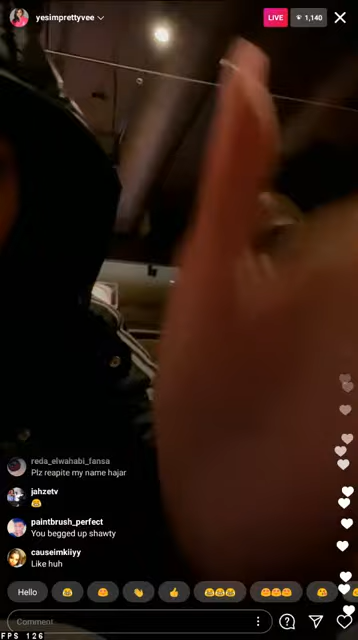 yesimprettyvee
LIVE
1,140
reda_elwahabi_fansa
Plz reapite my name hajar
jahzetv
paintbrush_perfect
You begged up shawty
causeimkiiyy
Like huh
Hello
Comment
FPS 126